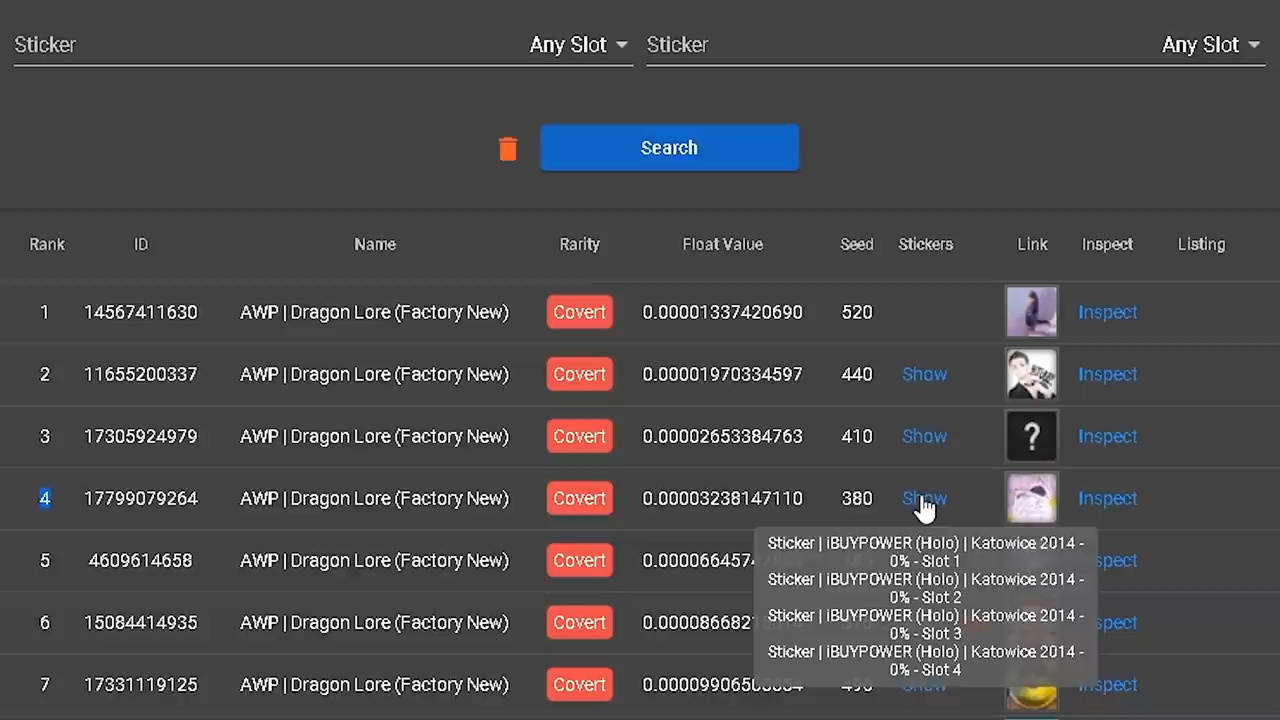 Sticker Any Slot Sticker Any Slot
Search
Rank ID Name Rarity Float Value Seed Stickers Link Inspect Listing
1 14567411630 AWP | Dragon Lore (Factory New) Covert 0.00001337420690 520 Inspect
2 11655200337 AWP | Dragon Lore (Factory New) Covert 0.00001970334597 440 Show Inspect
3 17305924979 AWP | Dragon Lore (Factory New) Covert 0.00002653384763 410 Show ? Inspect
4 17799079264 AWP | Dragon Lore (Factory New) Covert 0.00003238147110 380 Show Inspect
Sticker | iBUYPOWER (Holo) | Katowice 2014 -
0% - Slot 1
Sticker | iBUYPOWER (Holo) | Katowice 2014 -
0% - Slot 2
Sticker | iBUYPOWER (Holo) | Katowice 2014 -
0% - Slot 3
Sticker | iBUYPOWER (Holo) | Katowice 2014 -
0% - Slot 4
5 4609614658 AWP | Dragon Lore (Factory New) Covert
6 15084414935 AWP | Dragon Lore (Factory New) Covert
7 17331119125 AWP | Dragon Lore (Factory New) Covert Show Inspect